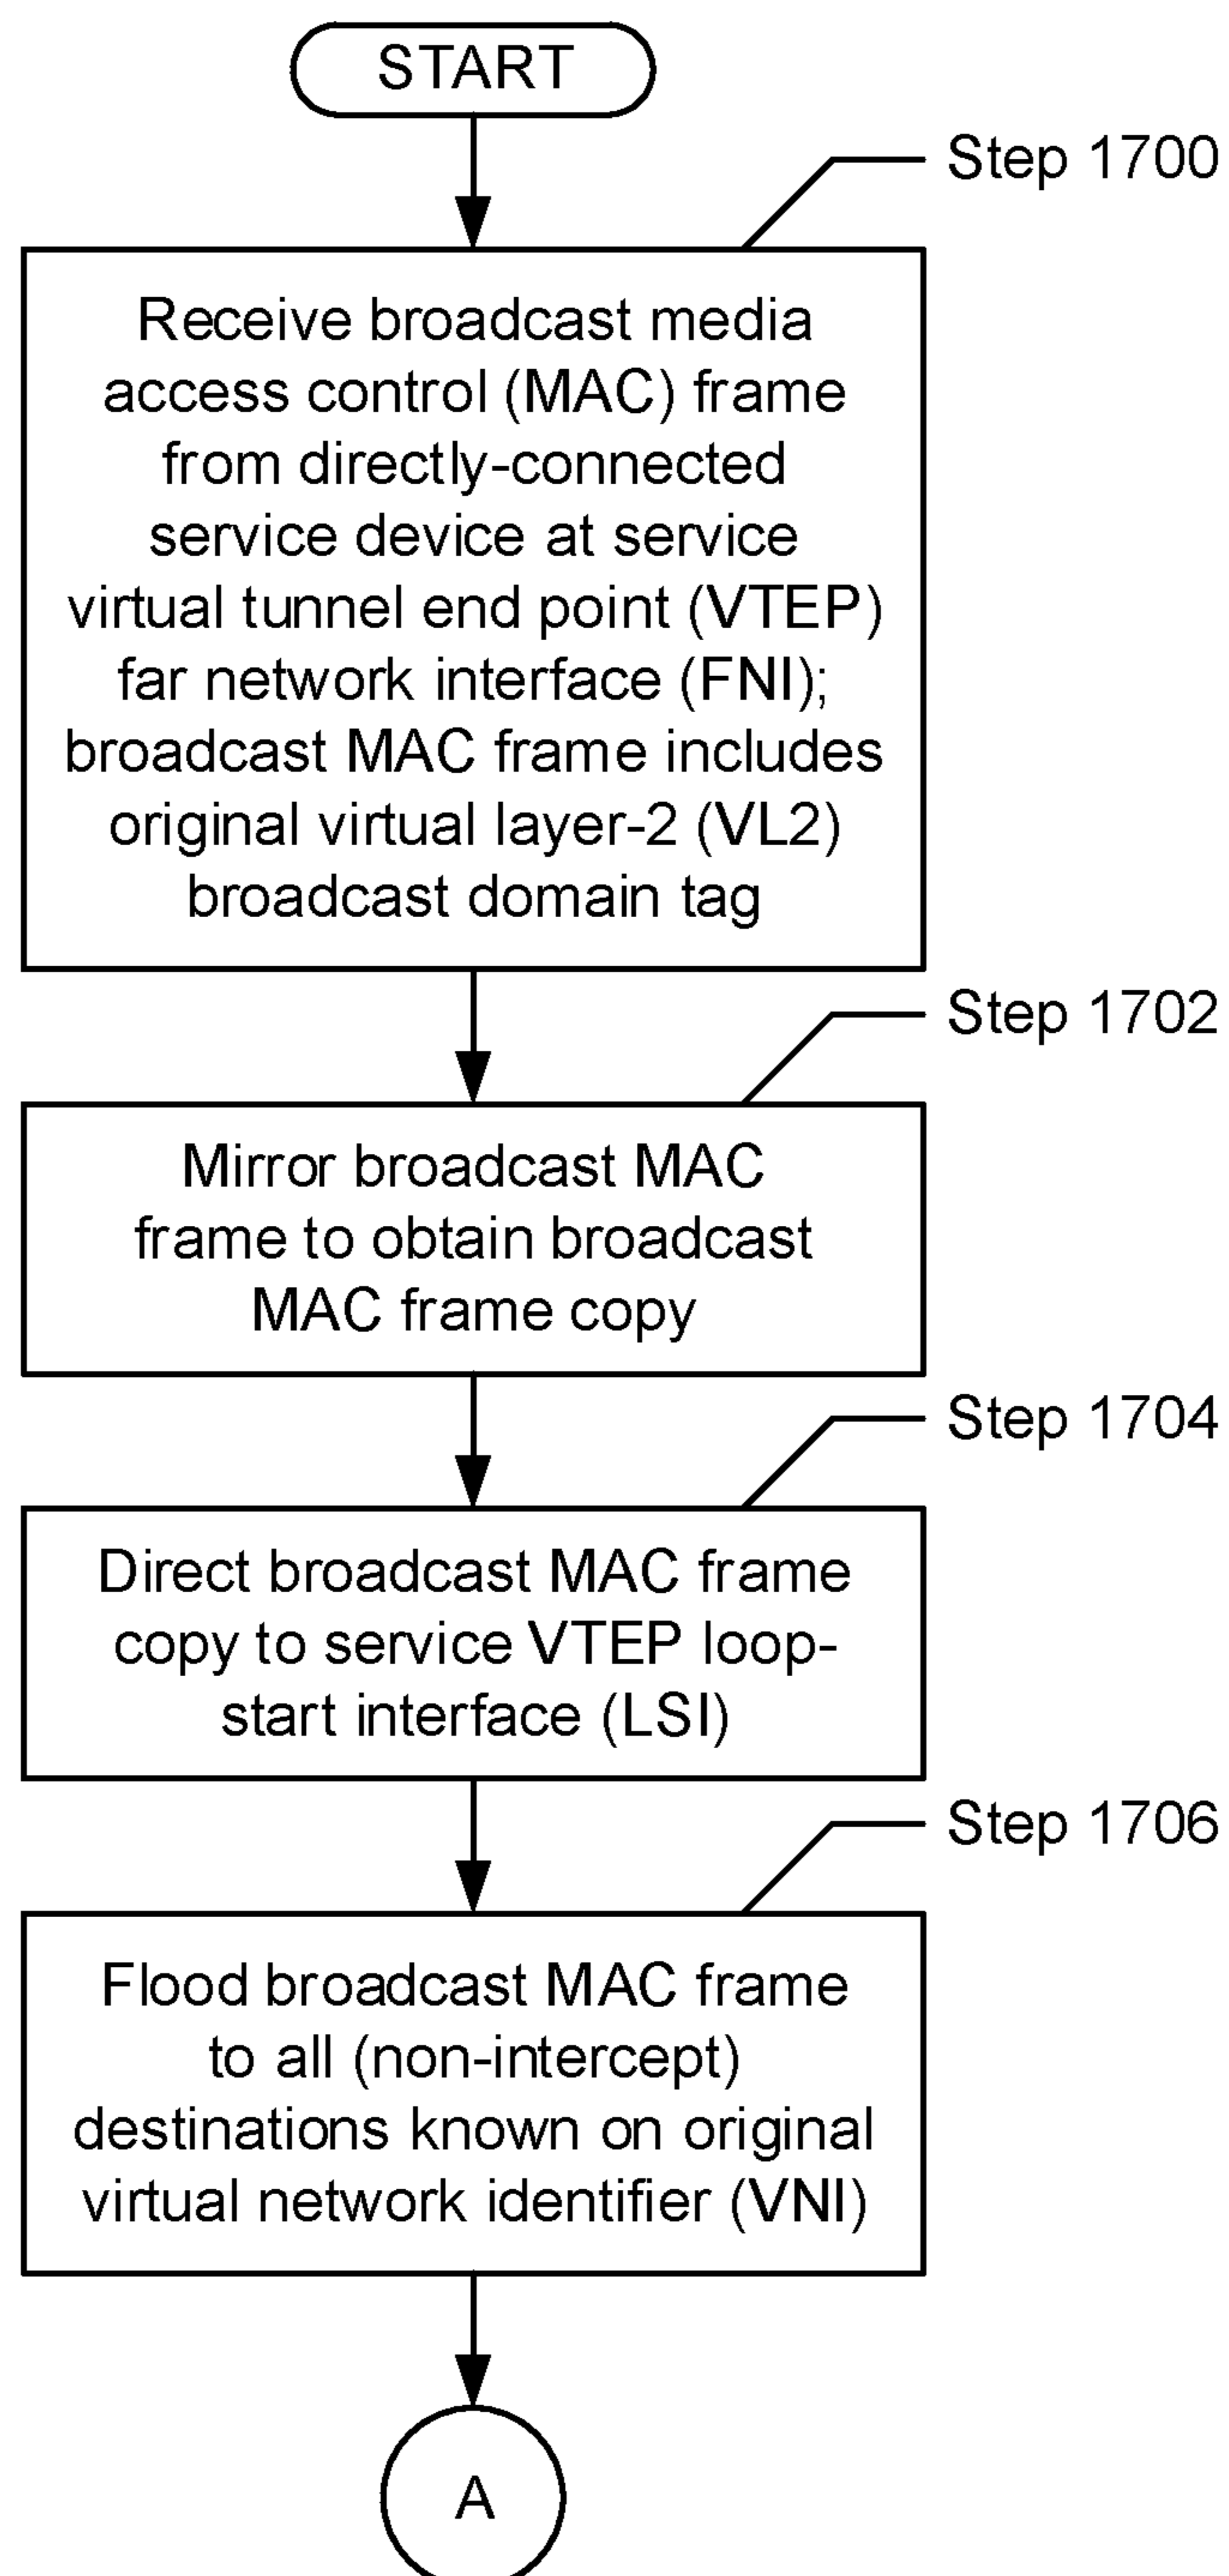 START
Step 1700
Receive broadcast media
access control (MAC) frame
from directly-connected
service device at service
virtual tunnel end point (VTEP)
far network interface (FNI);
broadcast MAC frame includes
original virtual layer-2 (VL2)
broadcast domain tag
Step 1702
Mirror broadcast MAC
frame to obtain broadcast
MAC frame copy
Step 1704
Direct broadcast MAC frame
copy to service VTEP loop-
start interface (LSI)
Step 1706
Flood broadcast MAC frame
to all (non-intercept)
destinations known on original
virtual network identifier (VNI)
A